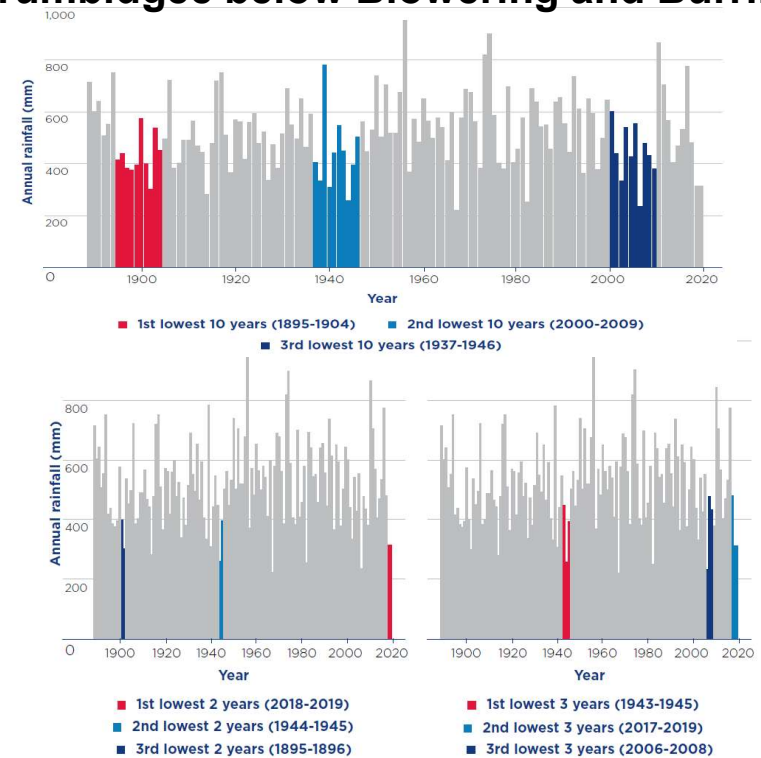 below Blowering and
1,000
800
600
400
200
0
Annual rainfall (mm)
1900 1920 1940 1960 1980 2000 2020
Year
1st lowest 10 years (1895-1904) 2nd lowest 10 years (2000-2009)
3rd lowest 10 years (1937-1946)
800
600
400
200
0
Annual rainfall (mm)
1900 1920 1940 1960 1980 2000 2020
Year
1st lowest 2 years (2018-2019)
2nd lowest 2 years (1944-1945)
3rd lowest 2 years (1895-1896)
1900 1920 1940 1960 1980 2000 2020
Year
1st lowest 3 years (1943-1945)
2nd lowest 3 years (2017-2019)
3rd lowest 3 years (2006-2008)